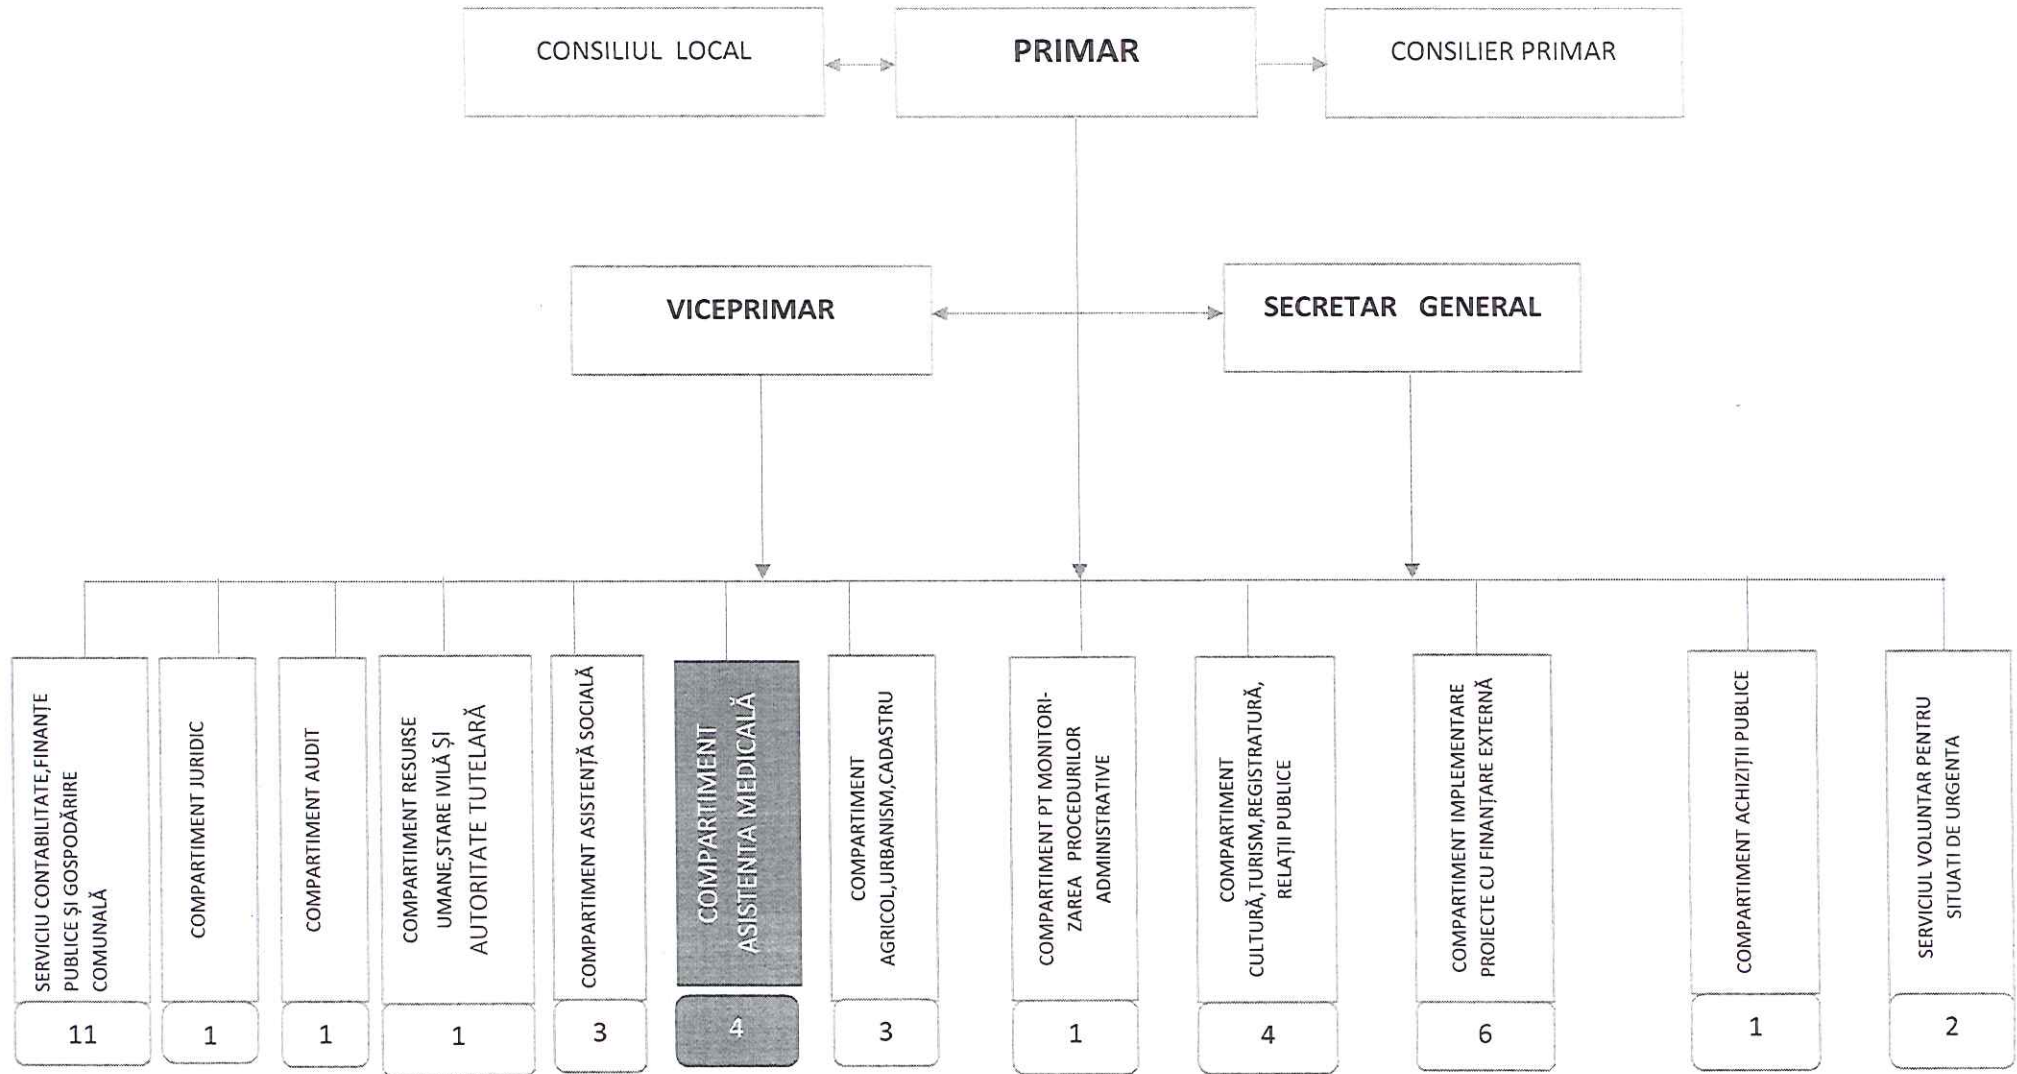 CONSILIUL LOCAL
PRIMAR
CONSILIER PRIMAR
VICEPRIMAR
SECRETAR GENERAL
SERVICIU CONTABILITATE,FINANȚE
PUBLICE ȘI GOSPODĂRIRE
COMUNALĂ
11
COMPARTIMENT JURIDIC
1
COMPARTIMENT AUDIT
1
COMPARTIMENT RESURSE
UMANE,STARE IVILĂ ȘI
AUTORITATE TUTELARĂ
1
COMPARTIMENT ASISTENȚĂ SOCIALĂ
3
COMPARTIMENT
ASISTENTA MEDICALĂ
4
COMPARTIMENT
AGRICOL,URBANISM,CADASTRU
3
COMPARTIMENT PT MONITORI-
ZAREA PROCEDURILOR
ADMINISTRATIVE
1
COMPARTIMENT
CULTURĂ,TURISM,REGISTRATURĂ,
RELAȚII PUBLICE
4
COMPARTIMENT IMPLEMENTARE
PROIECTE CU FINANȚARE EXTERNĂ
6
COMPARTIMENT ACHIZIȚII PUBLICE
1
SERVICIUL VOLUNTAR PENTRU
SITUATI DE URGENTA
2